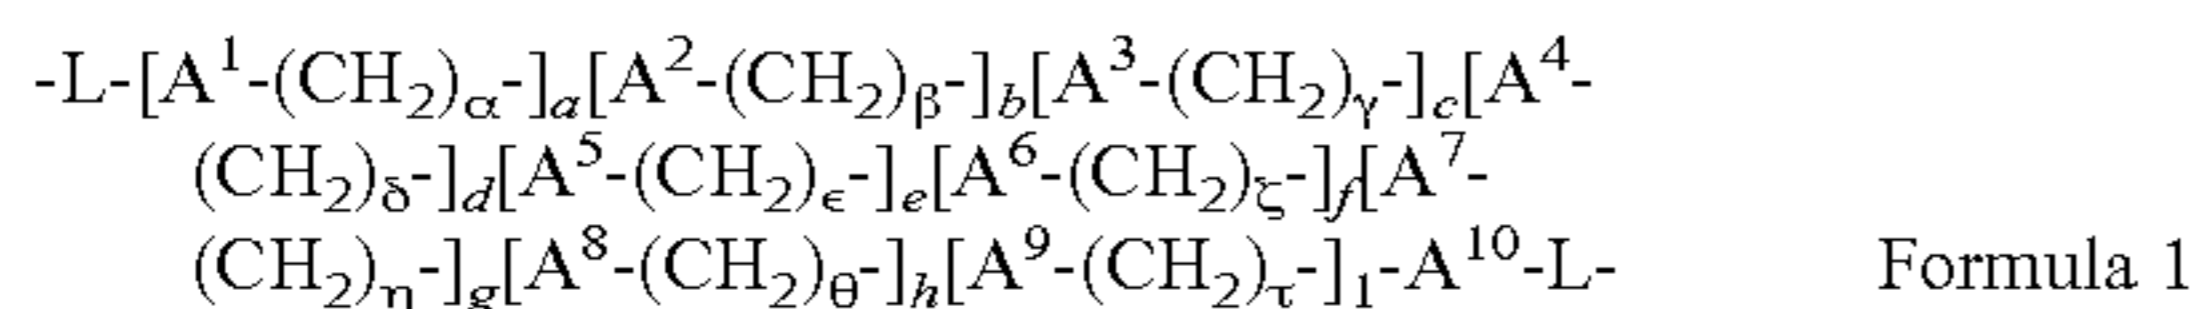 -L-[A¹-(CH₂)α-]ₐ[A²-(CH₂)β-]b[A³-(CH₂)γ-]c[A⁴-
(CH₂)δ-]d[A⁵-(CH₂)ϵ-]e[A⁶-(CH₂)ζ-]f[A⁷-
(CH₂)η-]g[A⁸-(CH₂)θ-]h[A⁹-(CH₂)τ-]₁-A¹⁰-L- Formula 1